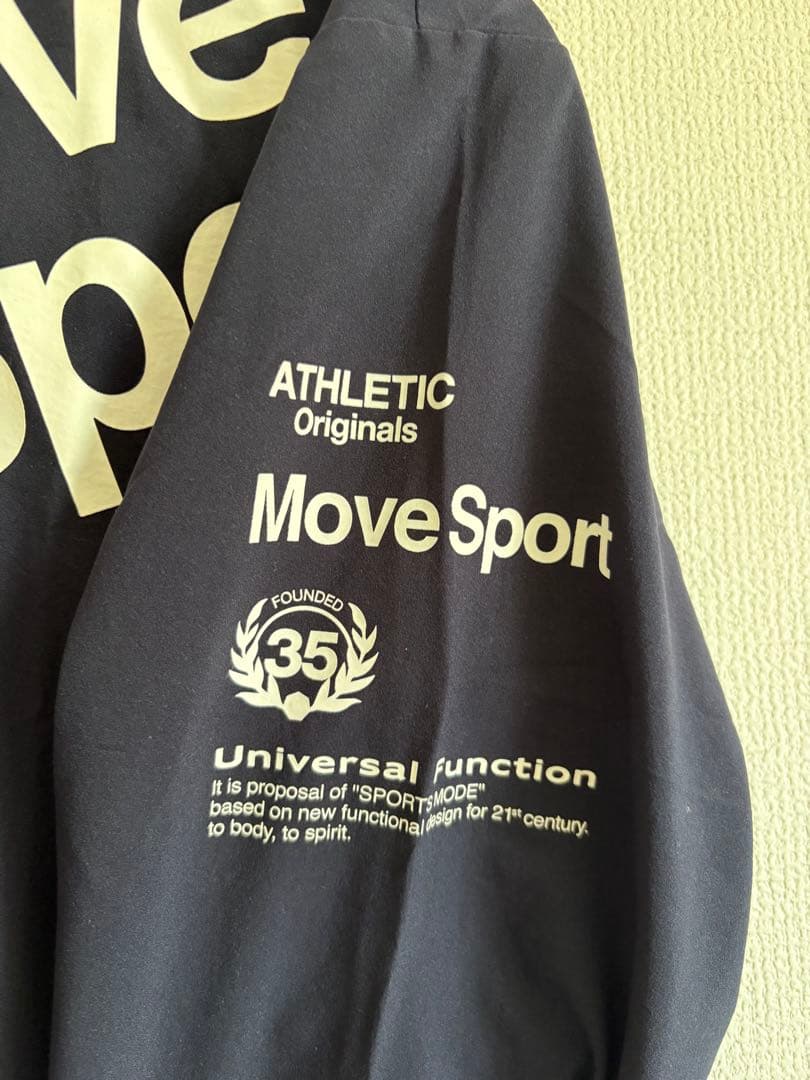 ve
ATHLETIC
Originals
Move Sport
FOUNDED
35
Universal Function
It is proposal of "SPORTS MODE"
based on new functional design for 21st century.
to body, to spirit.